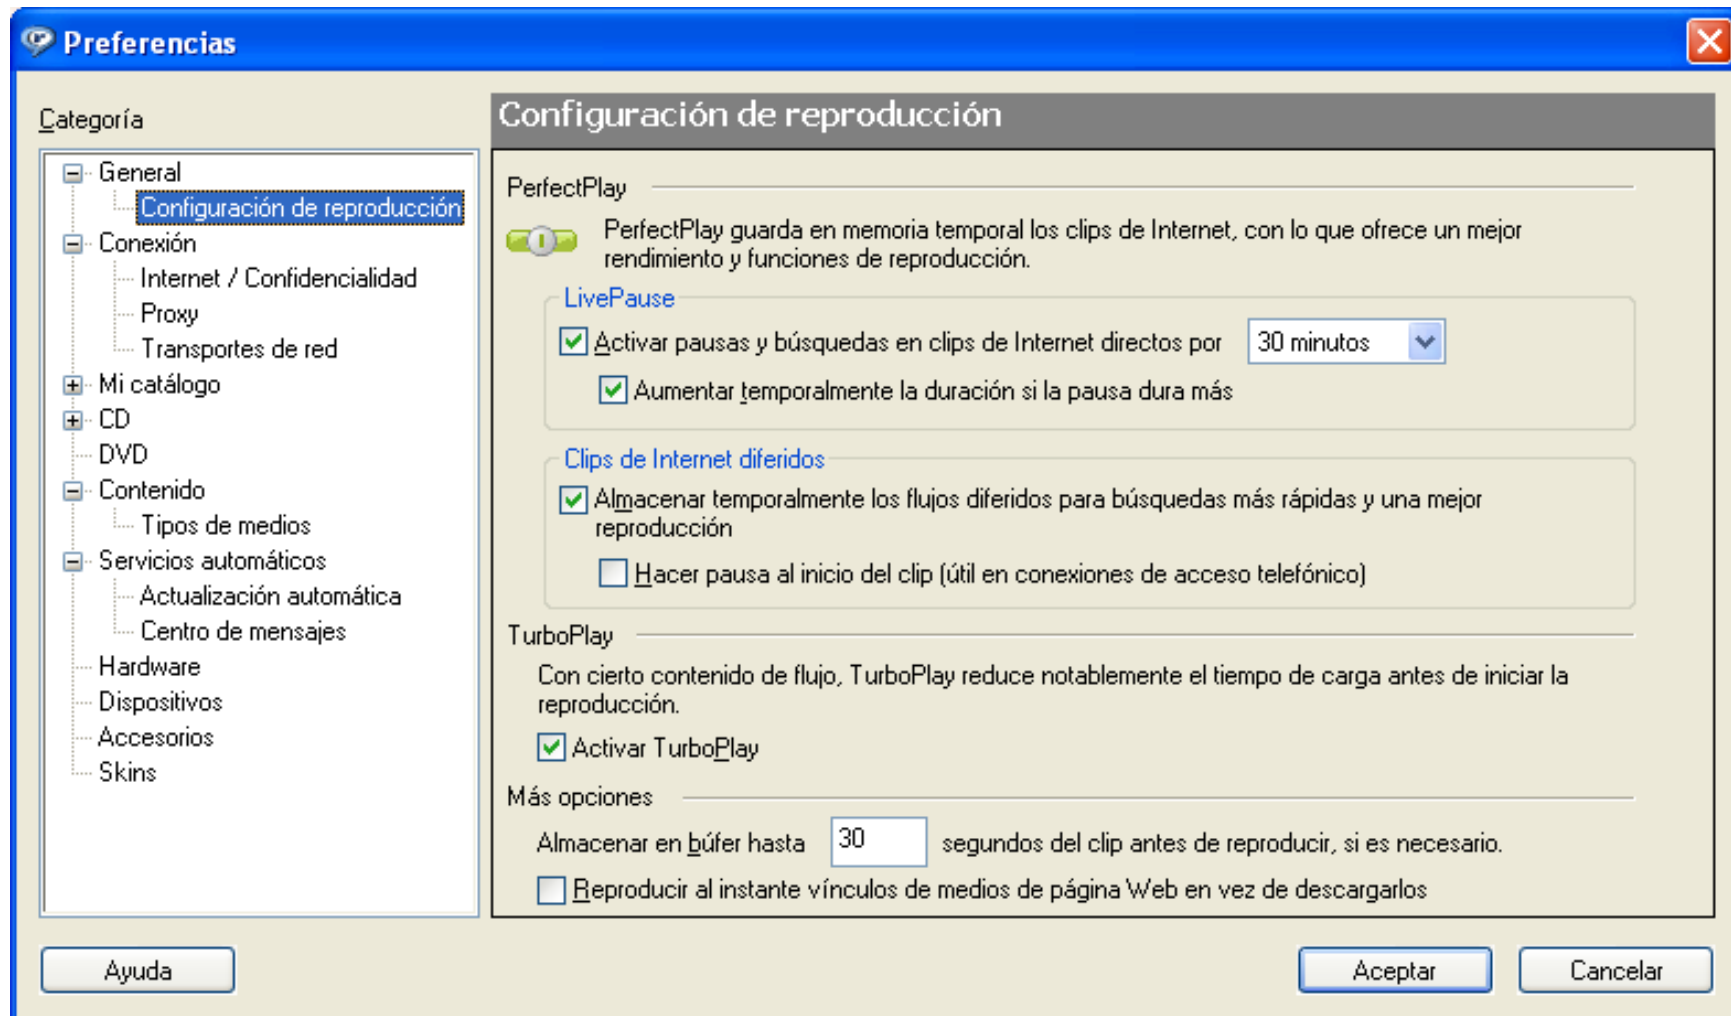 Preferencias
Categoría
General
Configuración de reproducción
Conexión
Internet / Confidencialidad
Proxy
Transportes de red
Mi catálogo
CD
DVD
Contenido
Tipos de medios
Servicios automáticos
Actualización automática
Centro de mensajes
Hardware
Dispositivos
Accesorios
Skins
Configuración de reproducción
PerfectPlay
PerfectPlay guarda en memoria temporal los clips de Internet, con lo que ofrece un mejor
rendimiento y funciones de reproducción.
LivePause
Activar pausas y búsquedas en clips de Internet directos por 30 minutos
Aumentar temporalmente la duración si la pausa dura más
Clips de Internet diferidos
Almacenar temporalmente los flujos diferidos para búsquedas más rápidas y una mejor
reproducción
Hacer pausa al inicio del clip (útil en conexiones de acceso telefónico)
TurboPlay
Con cierto contenido de flujo, TurboPlay reduce notablemente el tiempo de carga antes de iniciar la
reproducción.
Activar TurboPlay
Más opciones
Almacenar en búfer hasta 30 segundos del clip antes de reproducir, si es necesario.
Reproducir al instante vínculos de medios de página Web en vez de descargarlos
Ayuda
Aceptar
Cancelar